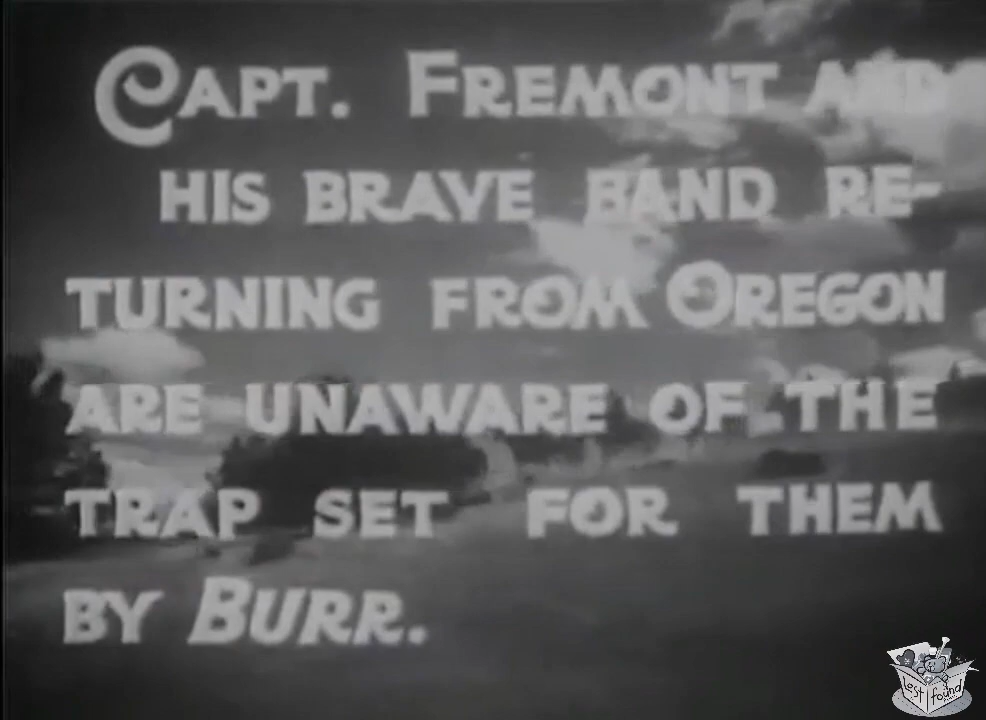 CAPT. FREMONT AND
HIS BRAVE BAND RE-
TURNING FROM OREGON
ARE UNAWARE OF THE
TRAP SET FOR THEM
BY BURR.
lost found